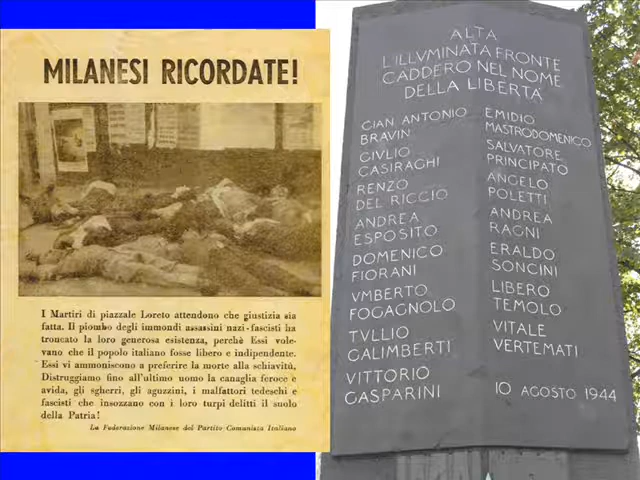 MILANESI RICORDATE!
I Martiri di piazzale Loreto attendono che giustizia sia
fatta. Il piombo degli immondi assassini nazi-fascisti ha
troncato la loro generosa esistenza, perchè Essi vole-
vano che il popolo italiano fosse libero e indipendente.
Essi vi ammoniscono a preferire la morte alla schiavitù,
Distruggiamo fino all'ultimo uomo la canaglia feroce e
avida, gli sgherri, gli aguzzini, i malfattori tedeschi e
fascisti che insozzano con i loro turpi delitti il suolo
della Patria!
La Federazione Milanese del Partito Comunista Italiano
ALTA
L'ILLVMINATA FRONTE
CADDERO NEL NOME
DELLA LIBERTÀ
GIAN ANTONIO
BRAVIN
GIVLIO
CASIRAGHI
RENZO
DEL RICCIO
ANDREA
ESPOSITO
DOMENICO
FIORANI
VMBERTO
FOGAGNOLO
TVLLIO
GALIMBERTI
VITTORIO
GASPARINI
EMIDIO
MASTRODOMENICO
SALVATORE
PRINCIPATO
ANGELO
POLETTI
ANDREA
RAGNI
ERALDO
SONCINI
LIBERO
TEMOLO
VITALE
VERTEMATI
10 AGOSTO 1944